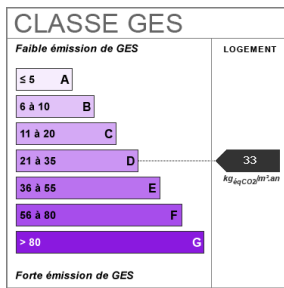 CLASSE GES
Faible émission de GES
LOGEMENT
≤ 5 A
6 à 10 B
11 à 20 C
21 à 35 D
33
kgéqCO2/m².an
36 à 55 E
56 à 80 F
> 80 G
Forte émission de GES